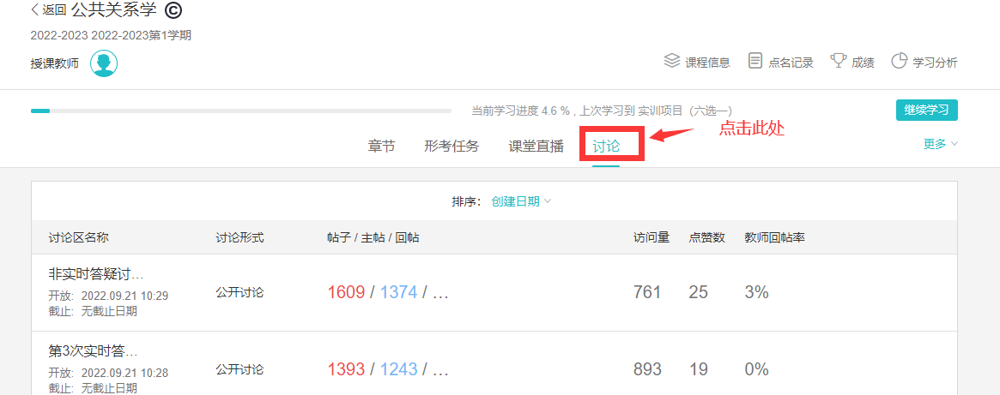 返回 公共关系学 ©
2022-2023 2022-2023第1学期
授课教师
课程信息 点名记录 成绩 学习分析
当前学习进度 4.6 % , 上次学习到 实训项目（六选一） 继续学习
点击此处
章节 形考任务 课堂直播 讨论 更多
排序： 创建日期
讨论区名称 讨论形式 帖子 / 主帖 / 回帖 访问量 点赞数 教师回帖率
非实时答疑讨…
开放: 2022.09.21 10:29
截止: 无截止日期
公开讨论 1609 / 1374 / … 761 25 3%
第3次实时答…
开放: 2022.09.21 10:28
截止: 无截止日期
公开讨论 1393 / 1243 / … 893 19 0%